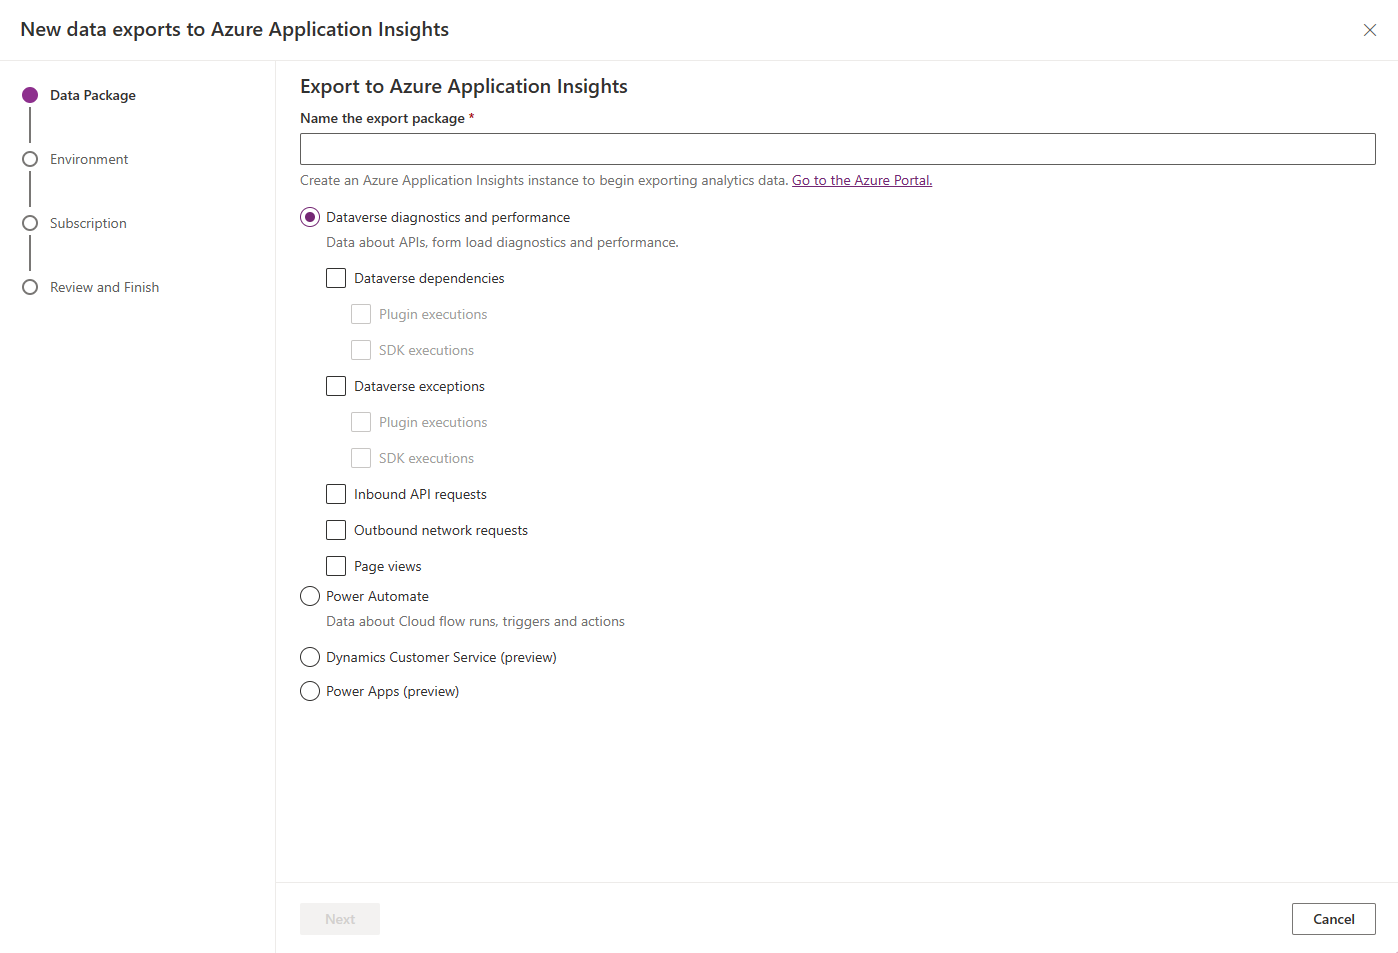 New data exports to Azure Application Insights
Data Package
Environment
Subscription
Review and Finish
Export to Azure Application Insights
Name the export package *
Create an Azure Application Insights instance to begin exporting analytics data. Go to the Azure Portal.
Dataverse diagnostics and performance
Data about APIs, form load diagnostics and performance.
Dataverse dependencies
Plugin executions
SDK executions
Dataverse exceptions
Plugin executions
SDK executions
Inbound API requests
Outbound network requests
Page views
Power Automate
Data about Cloud flow runs, triggers and actions
Dynamics Customer Service (preview)
Power Apps (preview)
Next
Cancel